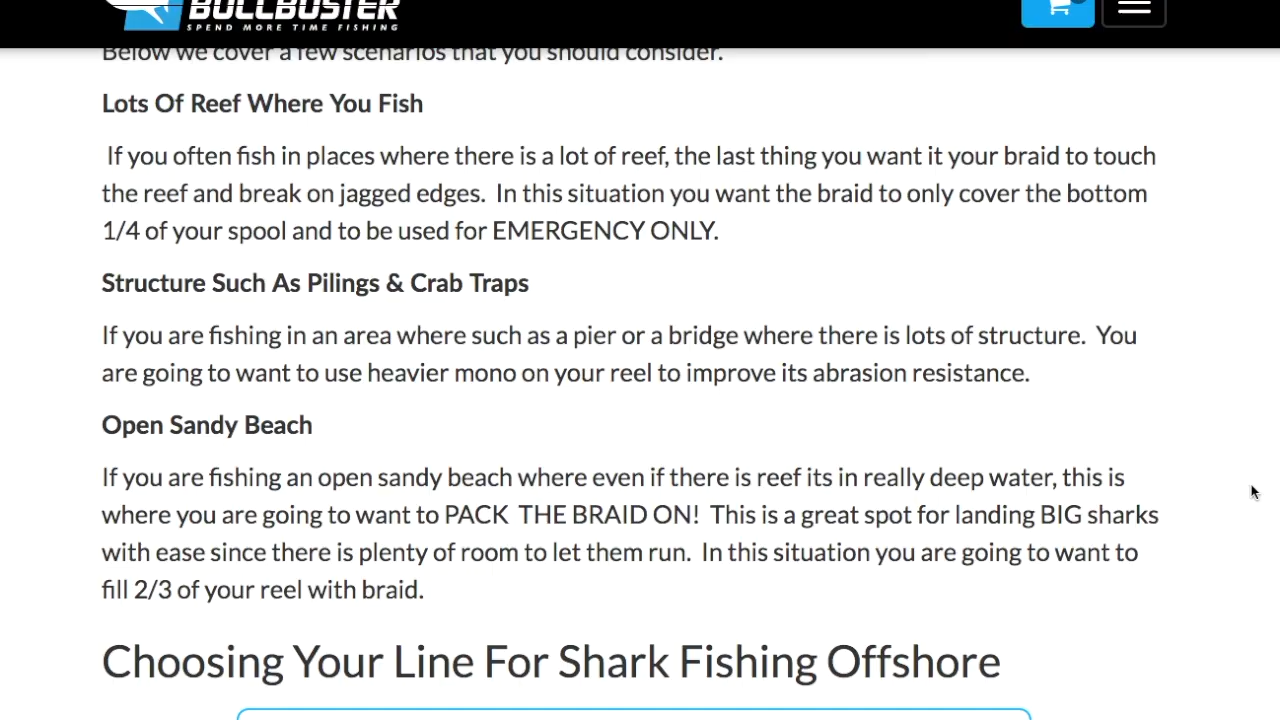 BULLBUSTER
SPEND MORE TIME FISHING
Below we cover a few scenarios that you should consider.
Lots Of Reef Where You Fish
If you often fish in places where there is a lot of reef, the last thing you want it your braid to touch
the reef and break on jagged edges.  In this situation you want the braid to only cover the bottom
1/4 of your spool and to be used for EMERGENCY ONLY.
Structure Such As Pilings & Crab Traps
If you are fishing in an area where such as a pier or a bridge where there is lots of structure.  You
are going to want to use heavier mono on your reel to improve its abrasion resistance.
Open Sandy Beach
If you are fishing an open sandy beach where even if there is reef its in really deep water, this is
where you are going to want to PACK  THE BRAID ON!  This is a great spot for landing BIG sharks
with ease since there is plenty of room to let them run.  In this situation you are going to want to
fill 2/3 of your reel with braid.
Choosing Your Line For Shark Fishing Offshore